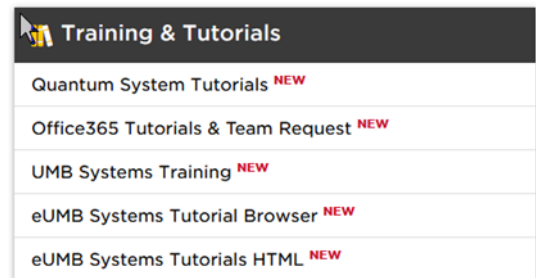 Training & Tutorials
Quantum System Tutorials NEW
Office365 Tutorials & Team Request NEW
UMB Systems Training NEW
eUMB Systems Tutorial Browser NEW
eUMB Systems Tutorials HTML NEW